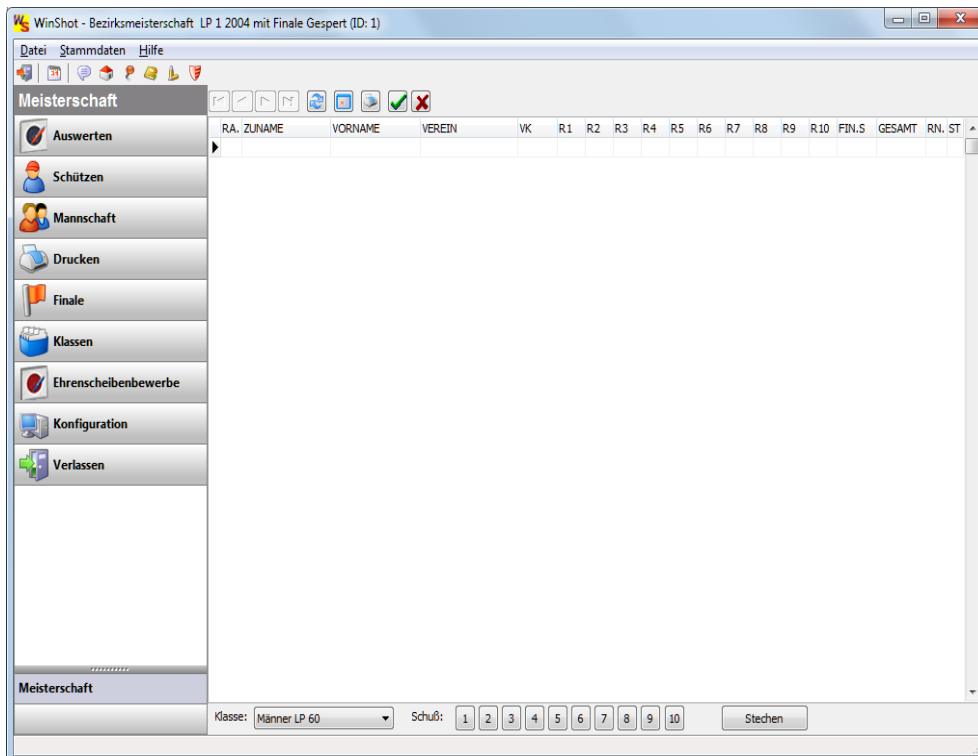 WinShot - Bezirksmeisterschaft LP 1 2004 mit Finale Gespert (ID: 1)
Datei Stammdaten Hilfe
31
Meisterschaft
RA. ZUNAME VORNAME VEREIN VK R1 R2 R3 R4 R5 R6 R7 R8 R9 R10 FIN.S GESAMT RN. ST
Auswerten
Schützen
Mannschaft
Drucken
Finale
Klassen
Ehrenscheibenbewerbe
Konfiguration
Verlassen
Meisterschaft
Klasse: Männer LP 60 Schuß: 1 2 3 4 5 6 7 8 9 10 Stechen